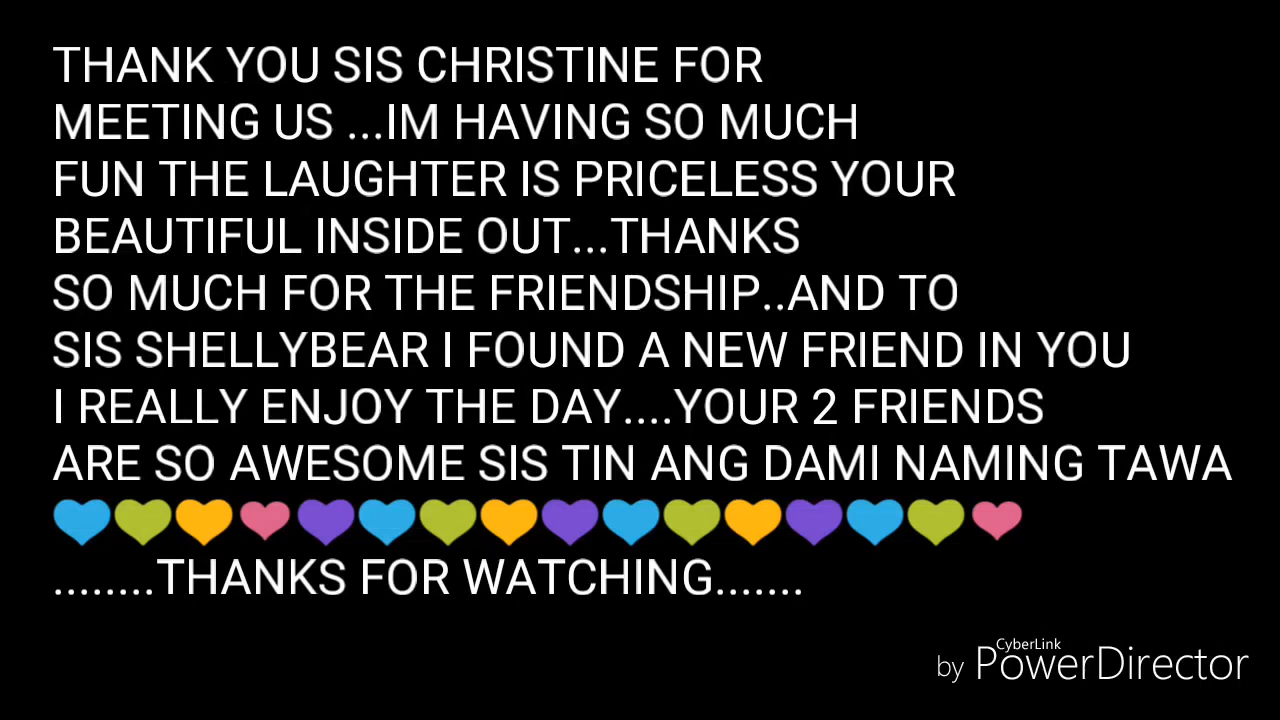 THANK YOU SIS CHRISTINE FOR
MEETING US ...IM HAVING SO MUCH
FUN THE LAUGHTER IS PRICELESS YOUR
BEAUTIFUL INSIDE OUT...THANKS
SO MUCH FOR THE FRIENDSHIP..AND TO
SIS SHELLYBEAR I FOUND A NEW FRIEND IN YOU
I REALLY ENJOY THE DAY....YOUR 2 FRIENDS
ARE SO AWESOME SIS TIN ANG DAMI NAMING TAWA
💙💚💛💗💜💙💚💛💜💙💚💛💜💙💚💗
........THANKS FOR WATCHING.......
CyberLink
by PowerDirector